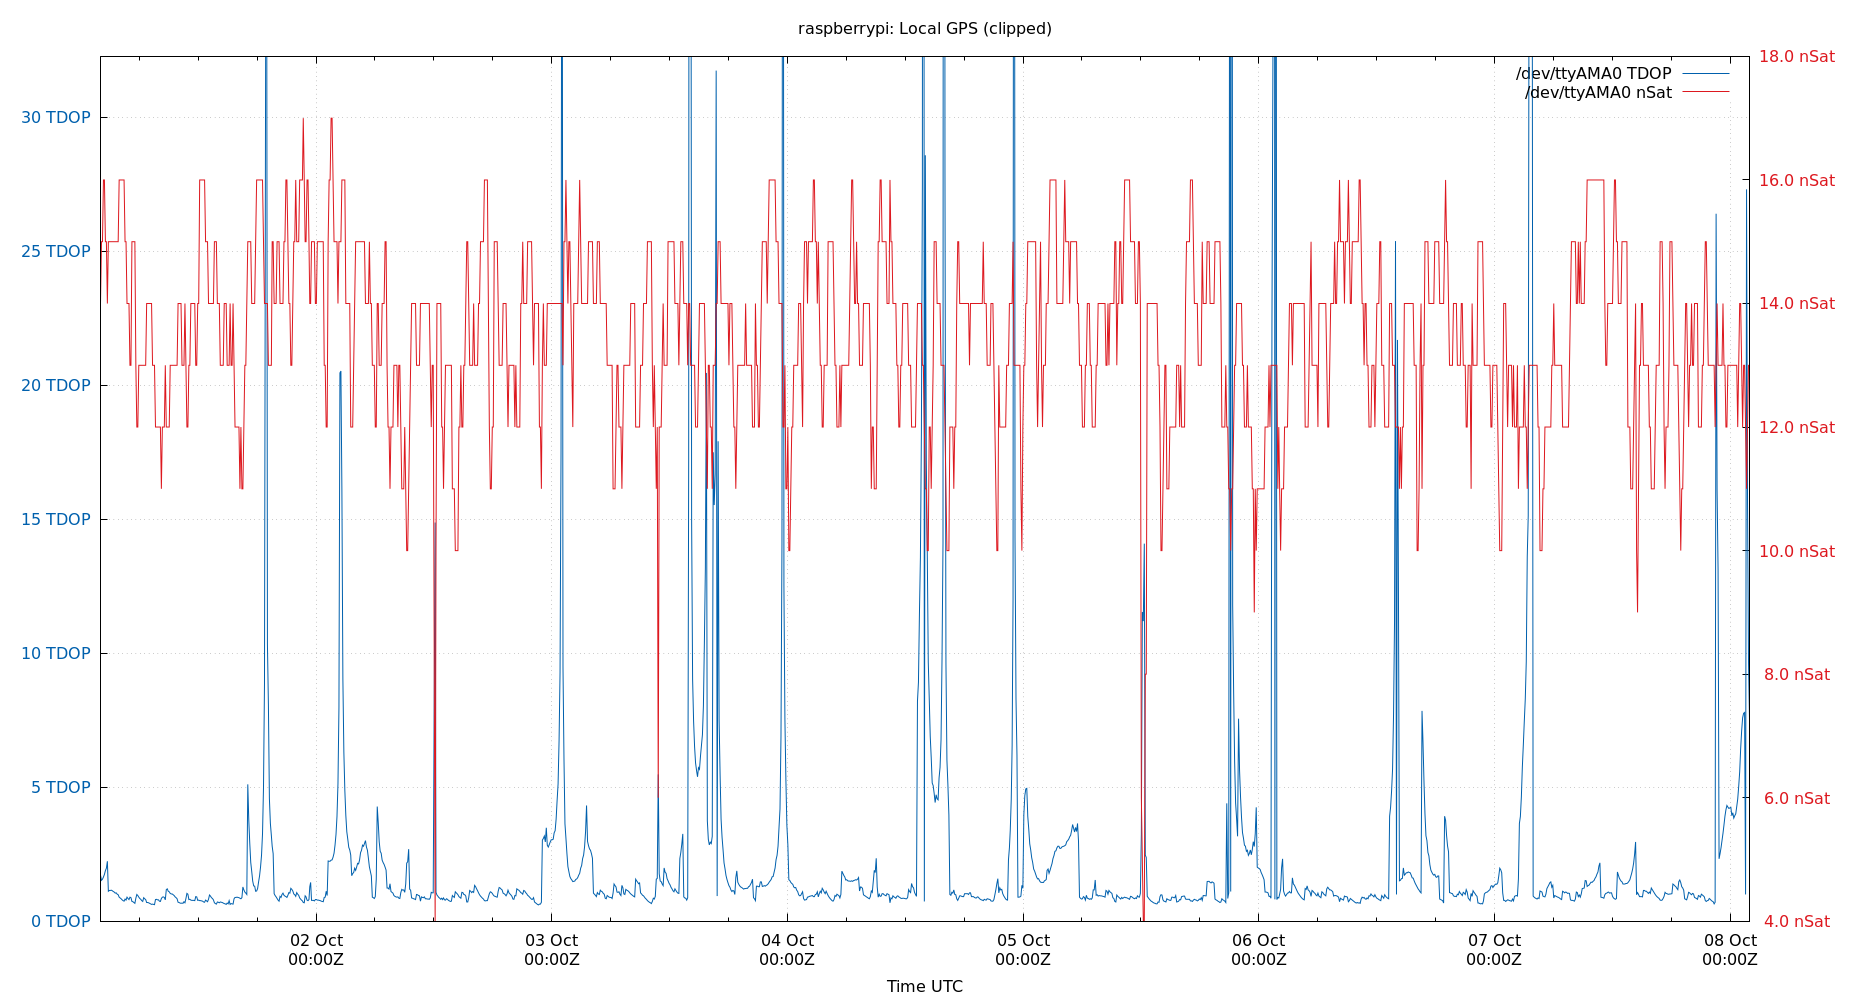 raspberrypi: Local GPS (clipped)
18.0 nSat
/dev/ttyAMA0 TDOP
/dev/ttyAMA0 nSat
30 TDOP
16.0 nSat
25 TDOP
14.0 nSat
20 TDOP
12.0 nSat
15 TDOP
10.0 nSat
10 TDOP
8.0 nSat
5 TDOP
6.0 nSat
0 TDOP
4.0 nSat
02 Oct 03 Oct 04 Oct 05 Oct 06 Oct 07 Oct 08 Oct
00:00Z 00:00Z 00:00Z 00:00Z 00:00Z 00:00Z 00:00Z
Time UTC